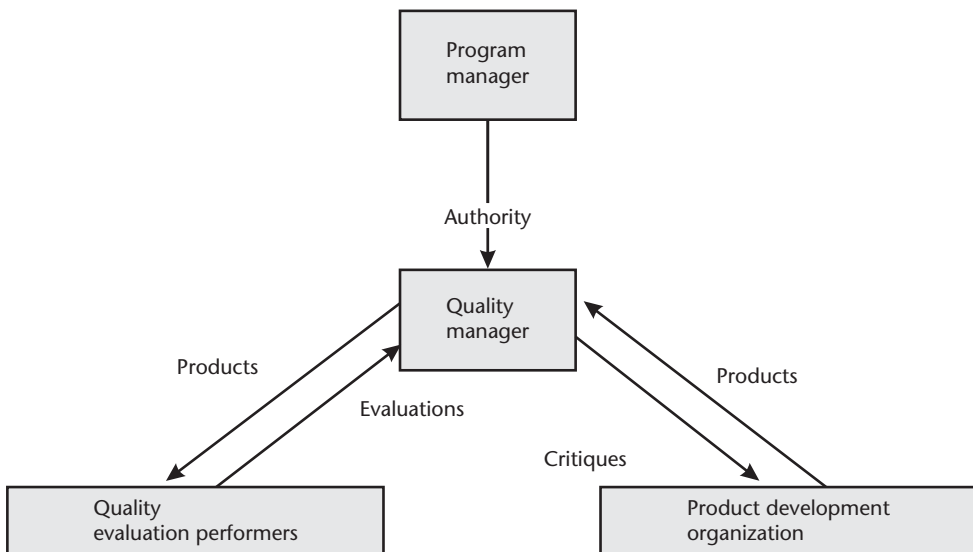 Program
manager
Authority
Quality
manager
Products
Products
Evaluations
Critiques
Quality
evaluation performers
Product development
organization